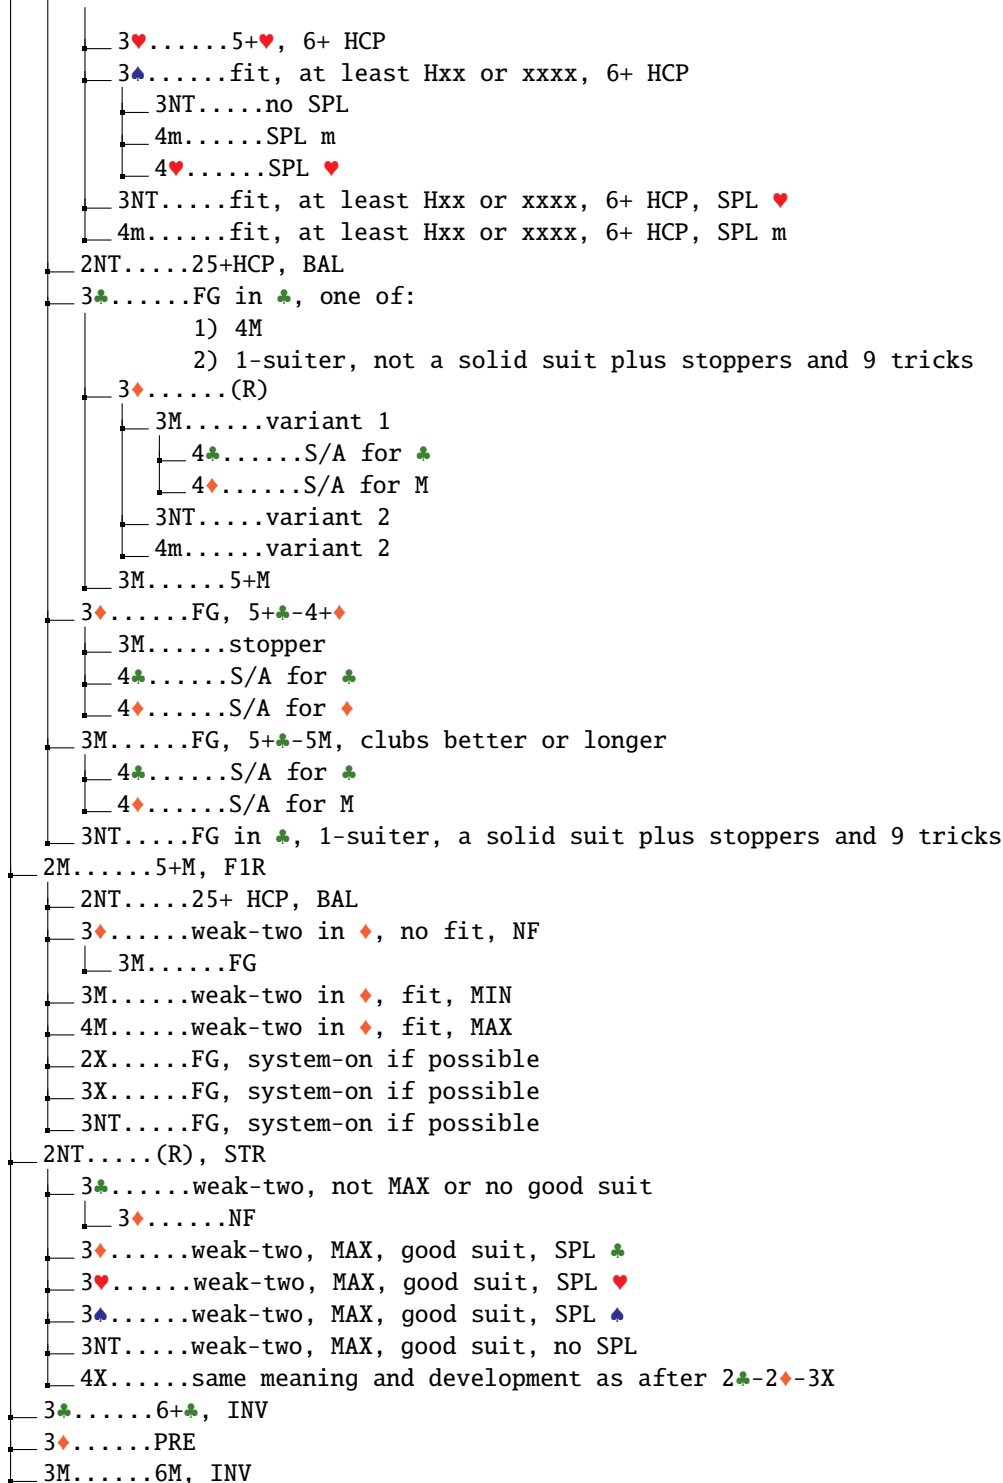 3♥......5+♥, 6+ HCP
3♠......fit, at least Hxx or xxxx, 6+ HCP
3NT.....no SPL
4m......SPL m
4♥......SPL ♥
3NT.....fit, at least Hxx or xxxx, 6+ HCP, SPL ♥
4m......fit, at least Hxx or xxxx, 6+ HCP, SPL m
2NT.....25+HCP, BAL
3♣......FG in ♣, one of:
1) 4M
2) 1-suiter, not a solid suit plus stoppers and 9 tricks
3♦......(R)
3M......variant 1
4♣......S/A for ♣
4♦......S/A for M
3NT.....variant 2
4m......variant 2
3M......5+M
3♦......FG, 5+♣-4+♦
3M......stopper
4♣......S/A for ♣
4♦......S/A for ♦
3M......FG, 5+♣-5M, clubs better or longer
4♣......S/A for ♣
4♦......S/A for M
3NT.....FG in ♣, 1-suiter, a solid suit plus stoppers and 9 tricks
2M......5+M, F1R
2NT.....25+ HCP, BAL
3♦......weak-two in ♦, no fit, NF
3M......FG
3M......weak-two in ♦, fit, MIN
4M......weak-two in ♦, fit, MAX
2X......FG, system-on if possible
3X......FG, system-on if possible
3NT.....FG, system-on if possible
2NT.....(R), STR
3♣......weak-two, not MAX or no good suit
3♦......NF
3♦......weak-two, MAX, good suit, SPL ♣
3♥......weak-two, MAX, good suit, SPL ♥
3♠......weak-two, MAX, good suit, SPL ♠
3NT.....weak-two, MAX, good suit, no SPL
4X......same meaning and development as after 2♣-2♦-3X
3♣......6+♣, INV
3♦......PRE
3M......6M, INV